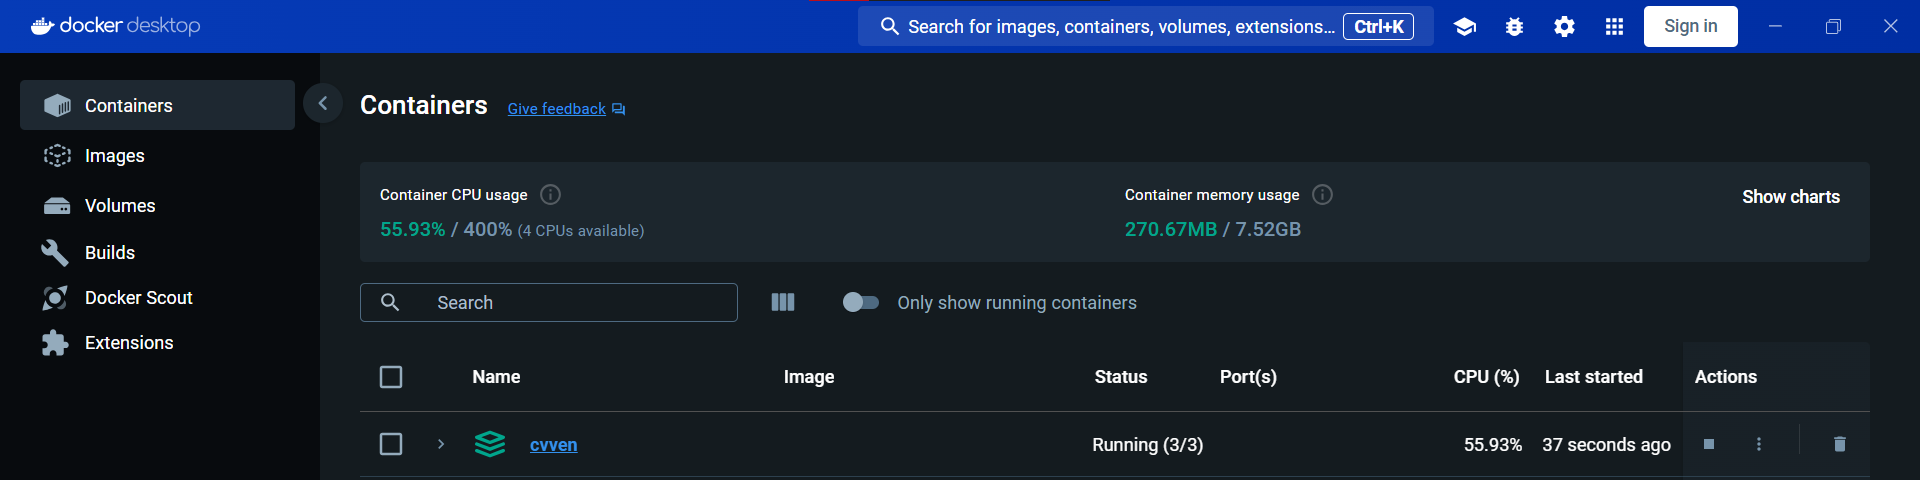 docker desktop
Search for images, containers, volumes, extensions... Ctrl+K
Sign in
Containers
Images
Volumes
Builds
Docker Scout
Extensions
Containers Give feedback
Container CPU usage
55.93% / 400% (4 CPUs available)
Container memory usage
270.67MB / 7.52GB
Show charts
Search
Only show running containers
Name Image Status Port(s) CPU (%) Last started Actions
cvven Running (3/3) 55.93% 37 seconds ago